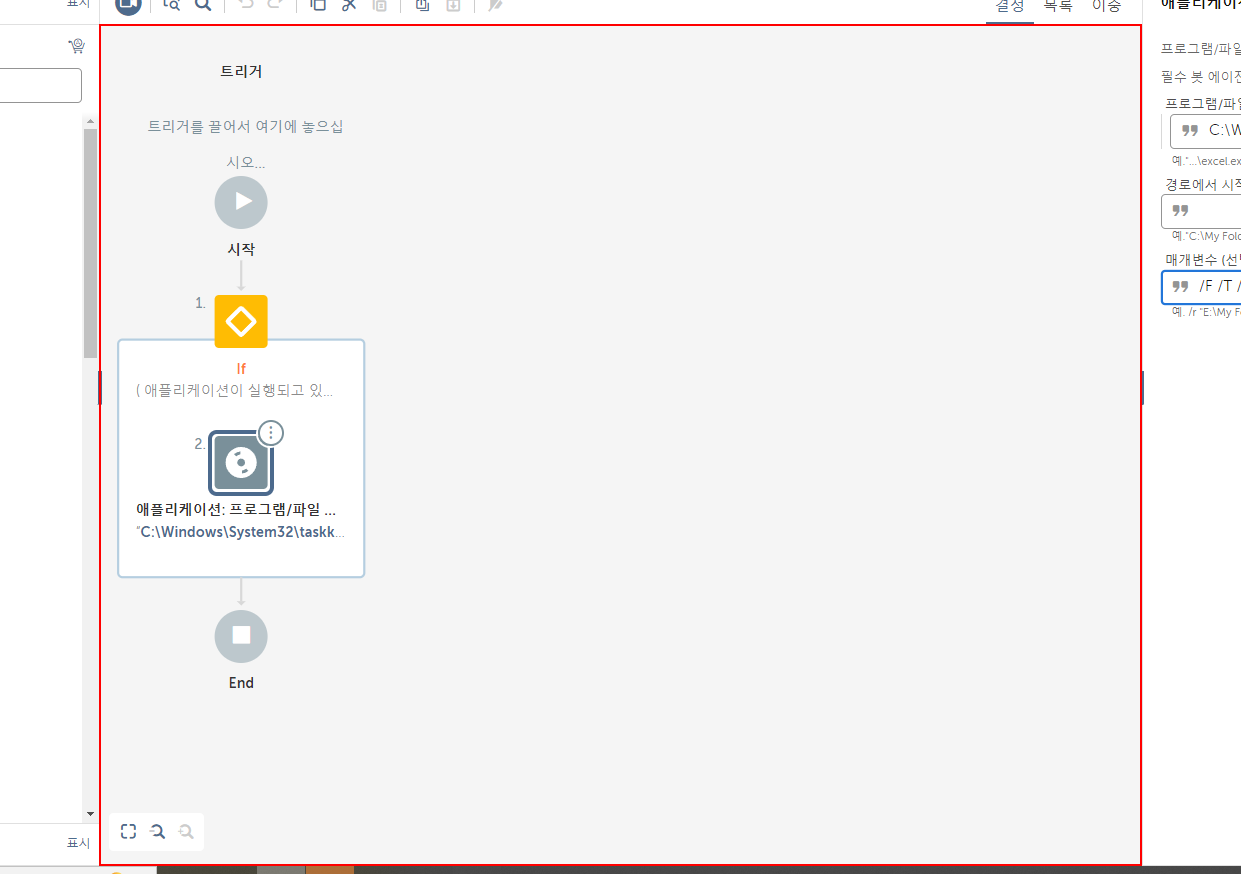 표시
결정 목록 이중
트리거
트리거를 끌어서 여기에 놓으십
시오...
시작
1.
If
( 애플리케이션이 실행되고 있...
2.
애플리케이션: 프로그램/파일 ...
"C:\Windows\System32\taskk...
End
표시
애플리케이션
프로그램/파일
필수 봇 에이전
프로그램/파일
C:\W
예."...\excel.ex
경로에서 시작
예."C:\My Fold
매개변수 (선택
/F /T /
예. /r "E:\My F